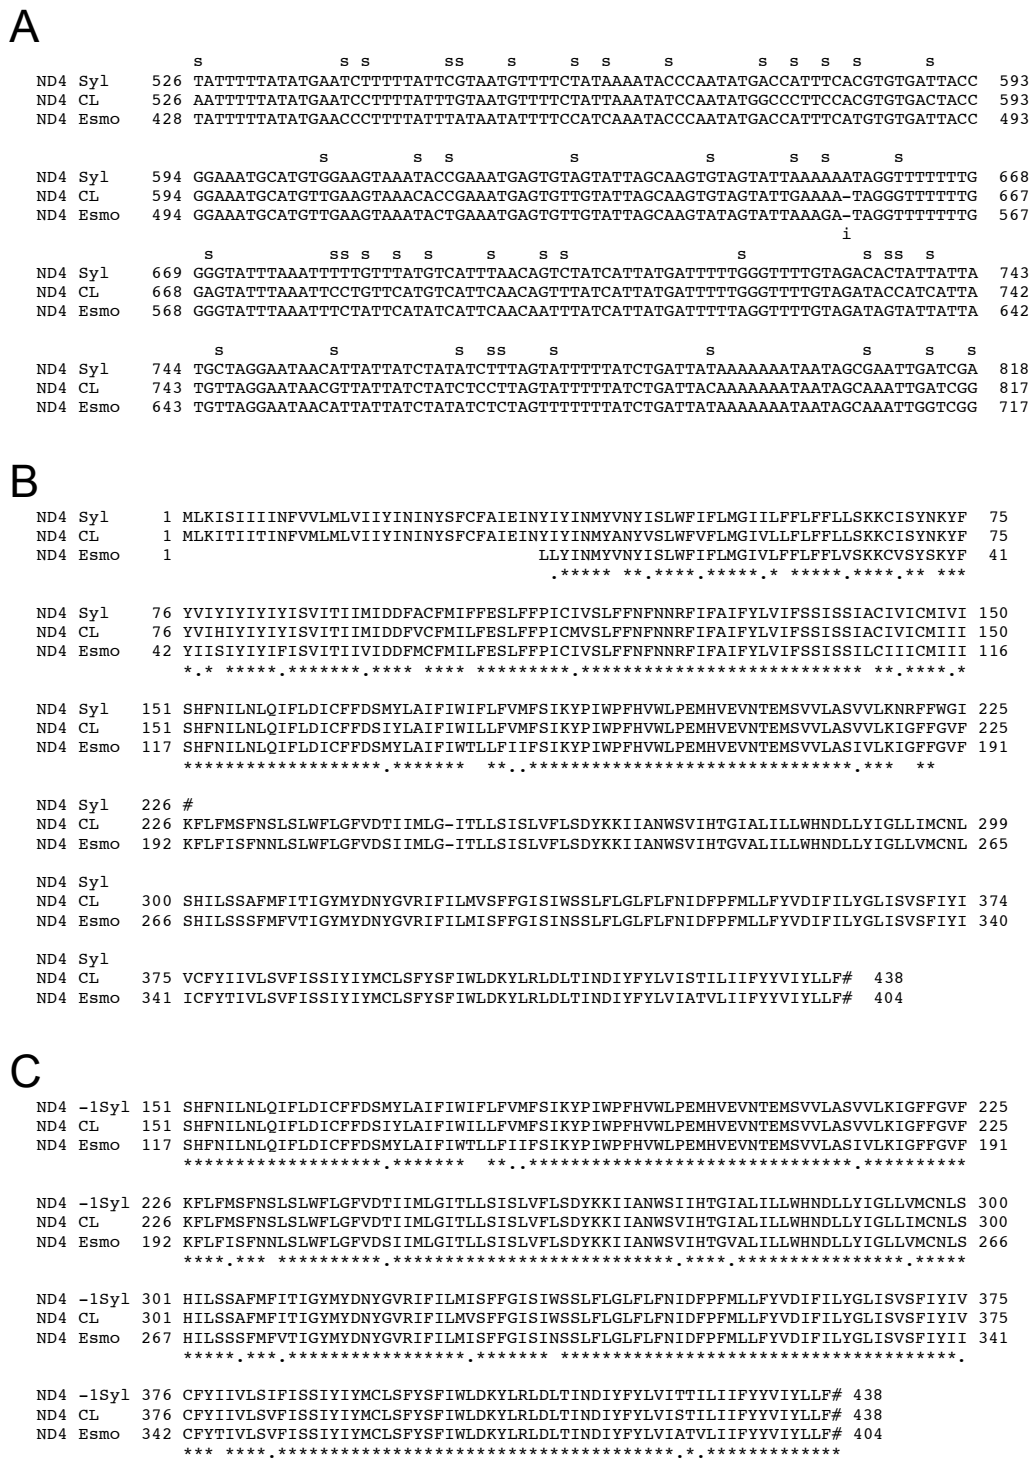 A
s s s ss s s s s s s s s s
ND4 Syl 526 TATTTTTATATGAATCTTTTTATTCGTAATGTTTTCTATAAAATACCCAATATGACCATTTCACGTGTGATTACC 593
ND4 CL 526 AATTTTTATATGAATCCTTTTATTTGTAATGTTTTCTATTAAATATCCAATATGGCCCTTCCACGTGTGACTACC 593
ND4 Esmo 428 TATTTTTATATGAACCCTTTTATTTATAATATTTTCCATCAAATACCCAATATGACCATTTCATGTGTGATTACC 493
s s s s s s s s
ND4 Syl 594 GGAAATGCATGTGGAAGTAAATACCGAAATGAGTGTAGTATTAGCAAGTGTAGTATTAAAAAATAGGTTTTTTTG 668
ND4 CL 594 GGAAATGCATGTTGAAGTAAACACCGAAATGAGTGTTGTATTAGCAAGTGTAGTATTGAAAA-TAGGGTTTTTTG 667
ND4 Esmo 494 GGAAATGCATGTTGAAGTAAATACTGAAATGAGTGTTGTATTAGCAAGTATAGTATTAAAGA-TAGGTTTTTTTG 567
i
s ss s s s s s s s s ss s
ND4 Syl 669 GGGTATTTAAATTTTTGTTTATGTCATTTAACAGTCTATCATTATGATTTTTGGGTTTTGTAGACACTATTATTA 743
ND4 CL 668 GAGTATTTAAATTCCTGTTCATGTCATTCAACAGTTTATCATTATGATTTTTGGGTTTTGTAGATACCATCATTA 742
ND4 Esmo 568 GGGTATTTAAATTTCTATTCATATCATTCAACAATTTATCATTATGATTTTTAGGTTTTGTAGATAGTATTATTA 642
s s s ss s s s s s
ND4 Syl 744 TGCTAGGAATAACATTATTATCTATATCTTTAGTATTTTTATCTGATTATAAAAAAATAATAGCGAATTGATCGA 818
ND4 CL 743 TGTTAGGAATAACGTTATTATCTATCTCCTTAGTATTTTTATCTGATTACAAAAAAATAATAGCAAATTGATCGG 817
ND4 Esmo 643 TGTTAGGAATAACATTATTATCTATATCTCTAGTTTTTTTATCTGATTATAAAAAAATAATAGCAAATTGGTCGG 717
B
ND4 Syl 1 MLKISIIIINFVVLMLVIIYINININYSFCFAIEINYIYINMYVNYISLWFIFLMGIILFFLFFLLSKKCISYNKYF 75
ND4 CL 1 MLKITIITINFVMLMLVIIYINININYSFCFAIEINYIYINMYANYVSLWFVFLMGIVLLFLFFLLSKKCISYNKYF 75
ND4 Esmo 1 LLYINMYVNYISLWFIFLMGIVLFFLFFLVSKKCVSYSKYF 41
.***** **.****.*****.* *****.****.** ***
ND4 Syl 76 YVIYIYIYIYISVITIIMIDDFACFMIFFESLFFPICIVSLFFNFNNRFIFAIFYLVIFSSISSIACIVICMIVI 150
ND4 CL 76 YVIHIYIYIYISVITIIMIDDFVCFMILFESLFFPICMVSLFFNFNNRFIFAIFYLVIFSSISSIACIVICMIII 150
ND4 Esmo 42 YIISIYIYIFISVITIIVIDDFMCFMILFESLFFPICIVSLFFNFNNRFIFAIFYLVIFSSISSILCIIICMIII 116
*.* *****.*******.**** **** *********.*************************** **.****.*
ND4 Syl 151 SHFNILNLQIFLDICFFDSMYLAIFIWIFLFVMFSIKYPIWPFHVWLPEMHVEVNTEMSVVLASVVLKNRFFWGI 225
ND4 CL 151 SHFNILNLQIFLDICFFDSIYLAIFIWILLFVMFSIKYPIWPFHVWLPEMHVEVNTEMSVVLASVVLKIGFFGVF 225
ND4 Esmo 117 SHFNILNLQIFLDICFFDSMYLAIFIWTLLFIIFSIKYPIWPFHVWLPEMHVEVNTEMSVVLASIVLKIGFFGVF 191
*******************.******* **..*******************************.*** **
ND4 Syl 226 #
ND4 CL 226 KFLFMSFNSLSLWFLGFVDTIIMLG-ITLLSISLVFLSDYKKIIANWSVIHTGIALILLWHNDLLYIGLLIMCNL 299
ND4 Esmo 192 KFLFISFNNLSLWFLGFVDSIIMLG-ITLLSISLVFLSDYKKIIANWSVIHTGVALILLWHNDLLYIGLLVMCNL 265
ND4 Syl
ND4 CL 300 SHILSSAFMFITIGYMYDNYGVRIFILMVSFFGISIWSSLFLGLFLFNIDFPFMLLFYVDIFILYGLISVSFIYI 374
ND4 Esmo 266 SHILSSSFMFVTIGYMYDNYGVRIFILMISFFGISINSSLFLGLFLFNIDFPFMLLFYVDIFILYGLISVSFIYI 340
ND4 Syl
ND4 CL 375 VCFYIIVLSVFISSIYIYMCLSFYSFIWLDKYLRLDLTINDIYFYLVISTILIIFYYVIYLLF# 438
ND4 Esmo 341 ICFYTIVLSVFISSIYIYMCLSFYSFIWLDKYLRLDLTINDIYFYLVIATVLIIFYYVIYLLF# 404
C
ND4 -1Syl 151 SHFNILNLQIFLDICFFDSMYLAIFIWIFLFVMFSIKYPIWPFHVWLPEMHVEVNTEMSVVLASVVLKIGFFGVF 225
ND4 CL 151 SHFNILNLQIFLDICFFDSIYLAIFIWILLFVMFSIKYPIWPFHVWLPEMHVEVNTEMSVVLASVVLKIGFFGVF 225
ND4 Esmo 117 SHFNILNLQIFLDICFFDSMYLAIFIWTLLFIIFSIKYPIWPFHVWLPEMHVEVNTEMSVVLASIVLKIGFFGVF 191
*******************.******* **..*******************************.**********
ND4 -1Syl 226 KFLFMSFNSLSLWFLGFVDTIIMLGITLLSISLVFLSDYKKIIANWSIIHTGIALILLWHNDLLYIGLLVMCNLS 300
ND4 CL 226 KFLFMSFNSLSLWFLGFVDTIIMLGITLLSISLVFLSDYKKIIANWSVIHTGIALILLWHNDLLYIGLLIMCNLS 300
ND4 Esmo 192 KFLFISFNNLSLWFLGFVDSIIMLGITLLSISLVFLSDYKKIIANWSVIHTGVALILLWHNDLLYIGLLVMCNLS 266
****.*** **********.***************************.****.****************.*****
ND4 -1Syl 301 HILSSAFMFITIGYMYDNYGVRIFILMISFFGISIWSSLFLGLFLFNIDFPFMLLFYVDIFILYGLISVSFIYIV 375
ND4 CL 301 HILSSAFMFITIGYMYDNYGVRIFILMVSFFGISIWSSLFLGLFLFNIDFPFMLLFYVDIFILYGLISVSFIYIV 375
ND4 Esmo 267 HILSSSFMFVTIGYMYDNYGVRIFILMISFFGISINSSLFLGLFLFNIDFPFMLLFYVDIFILYGLISVSFIYII 341
*****.***.*****************.******* **************************************.
ND4 -1Syl 376 CFYIIVLSIFISSIYIYMCLSFYSFIWLDKYLRLDLTINDIYFYLVITTILIIFYYVIYLLF# 438
ND4 CL 376 CFYIIVLSVFISSIYIYMCLSFYSFIWLDKYLRLDLTINDIYFYLVISTILIIFYYVIYLLF# 438
ND4 Esmo 342 CFYTIVLSVFISSIYIYMCLSFYSFIWLDKYLRLDLTINDIYFYLVIATVLIIFYYVIYLLF# 404
*** ****.**************************************.*.*************